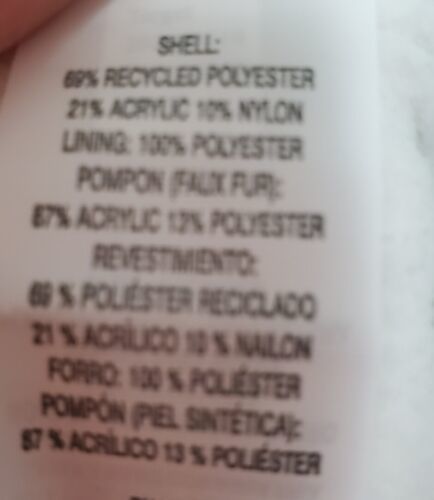 SHELL:
69% RECYCLED POLYESTER
21% ACRYLIC 10% NYLON
LINING: 100% POLYESTER
POMPON (FAUX FUR):
87% ACRYLIC 13% POLYESTER
REVESTIMIENTO:
69 % POLIÉSTER RECICLADO
21 % ACRÍLICO 10 % NAILON
FORRO: 100 % POLIÉSTER
POMPÓN (PIEL SINTÉTICA):
87 % ACRÍLICO 13 % POLIÉSTER